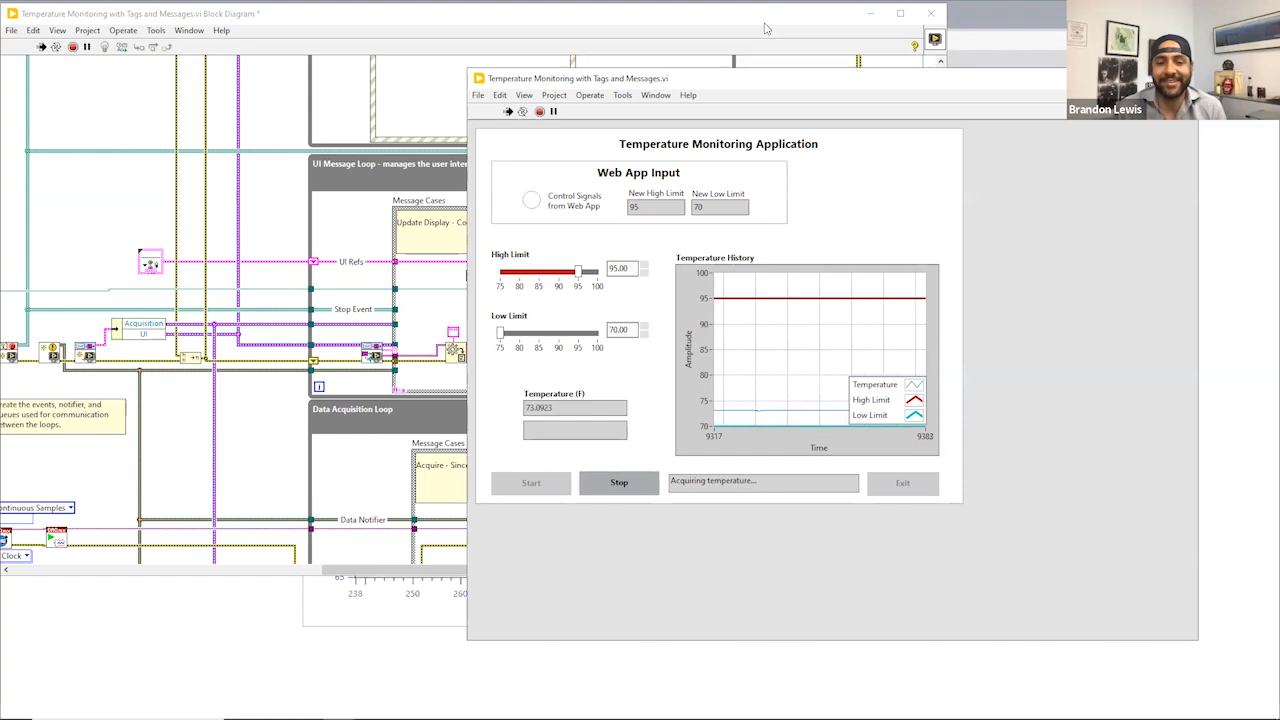 Temperature Monitoring with Tags and Messages.vi Block Diagram *
File Edit View Project Operate Tools Window Help
UI Message Loop - manages the user inter
Message Cases
Update Display - Co
UI Refs
Stop Event
Acquisition
UI
i
reate the events, notifier, and
ueues used for communication
etween the loops.
Data Acquisition Loop
Message Cases
Acquire - Since
ontinuous Samples
Data Notifier
Clock
65
238 250 260
Temperature Monitoring with Tags and Messages.vi
File Edit View Project Operate Tools Window Help
Temperature Monitoring Application
Web App Input
Control Signals
from Web App
New High Limit New Low Limit
95 70
High Limit
95.00
75 80 85 90 95 100
Low Limit
70.00
75 80 85 90 95 100
Temperature (F)
73.0923
Temperature History
100
95
90
85
80
75
70
Amplitude
Temperature
High Limit
Low Limit
9317 9383
Time
Start Stop Acquiring temperature... Exit
Brandon Lewis